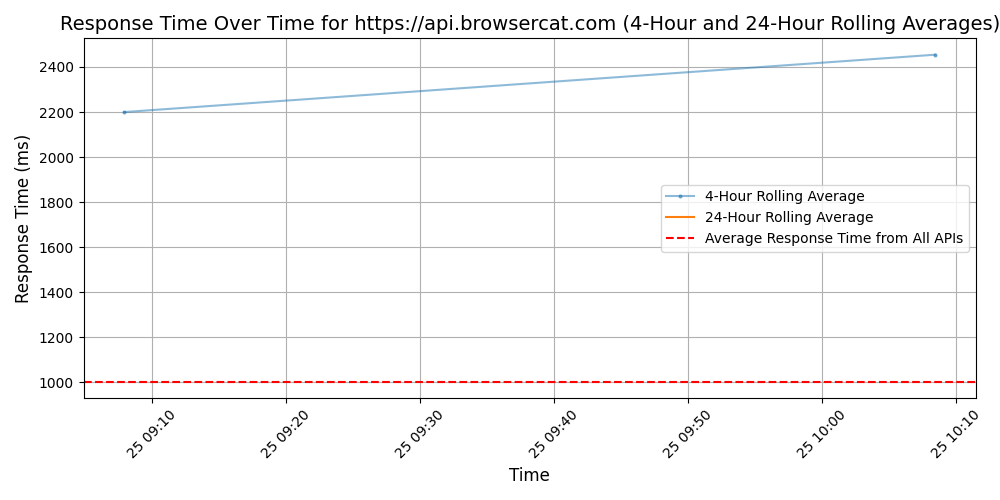 Response Time Over Time for https://api.browsercat.com (4-Hour and 24-Hour Rolling Averages)
Response Time (ms)
2400
2200
2000
1800
1600
1400
1200
1000
4-Hour Rolling Average
24-Hour Rolling Average
Average Response Time from All APIs
25 09:10
25 09:20
25 09:30
25 09:40
25 09:50
25 10:00
25 10:10
Time